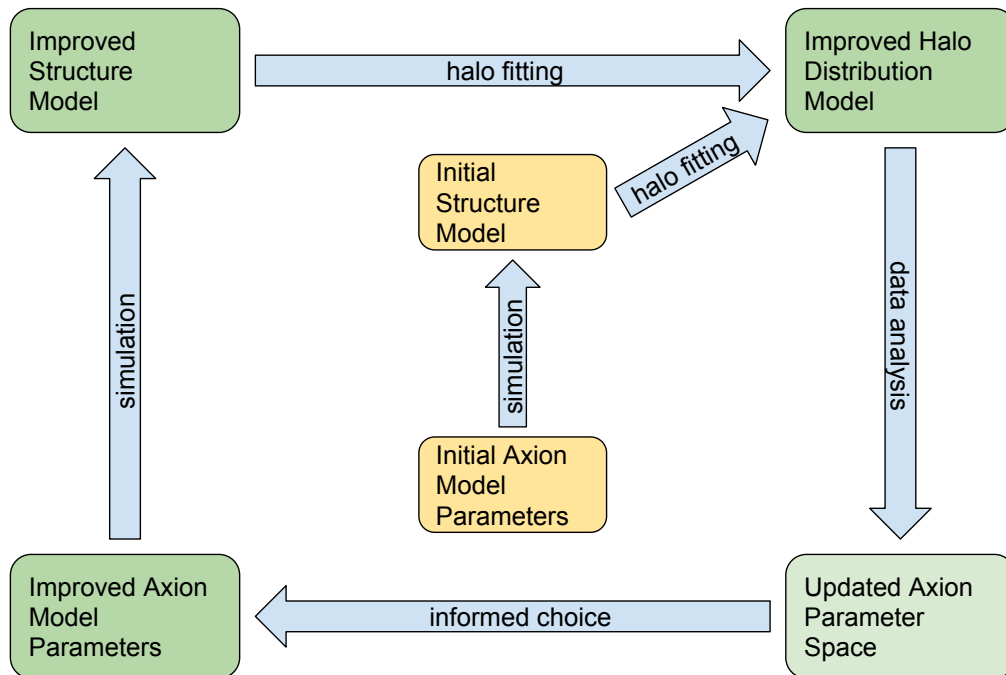 Improved
Structure
Model
halo fitting
Improved Halo
Distribution
Model
Initial
Structure
Model
halo fitting
simulation
simulation
data analysis
Initial Axion
Model
Parameters
Improved Axion
Model
Parameters
informed choice
Updated Axion
Parameter
Space